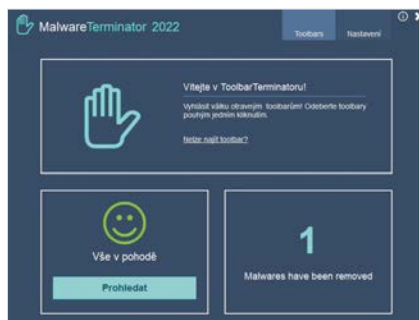 MalwareTerminator 2022
Toolbars
Nastavení
Vítejte v ToolbarTerminatoru!
Vyhlásit válku otravným toolbarům! Odeberte toolbary
pouhým jedním kliknutím.
Nelze najít toolbar?
Vše v pohodě
Prohledat
1
Malwares have been removed